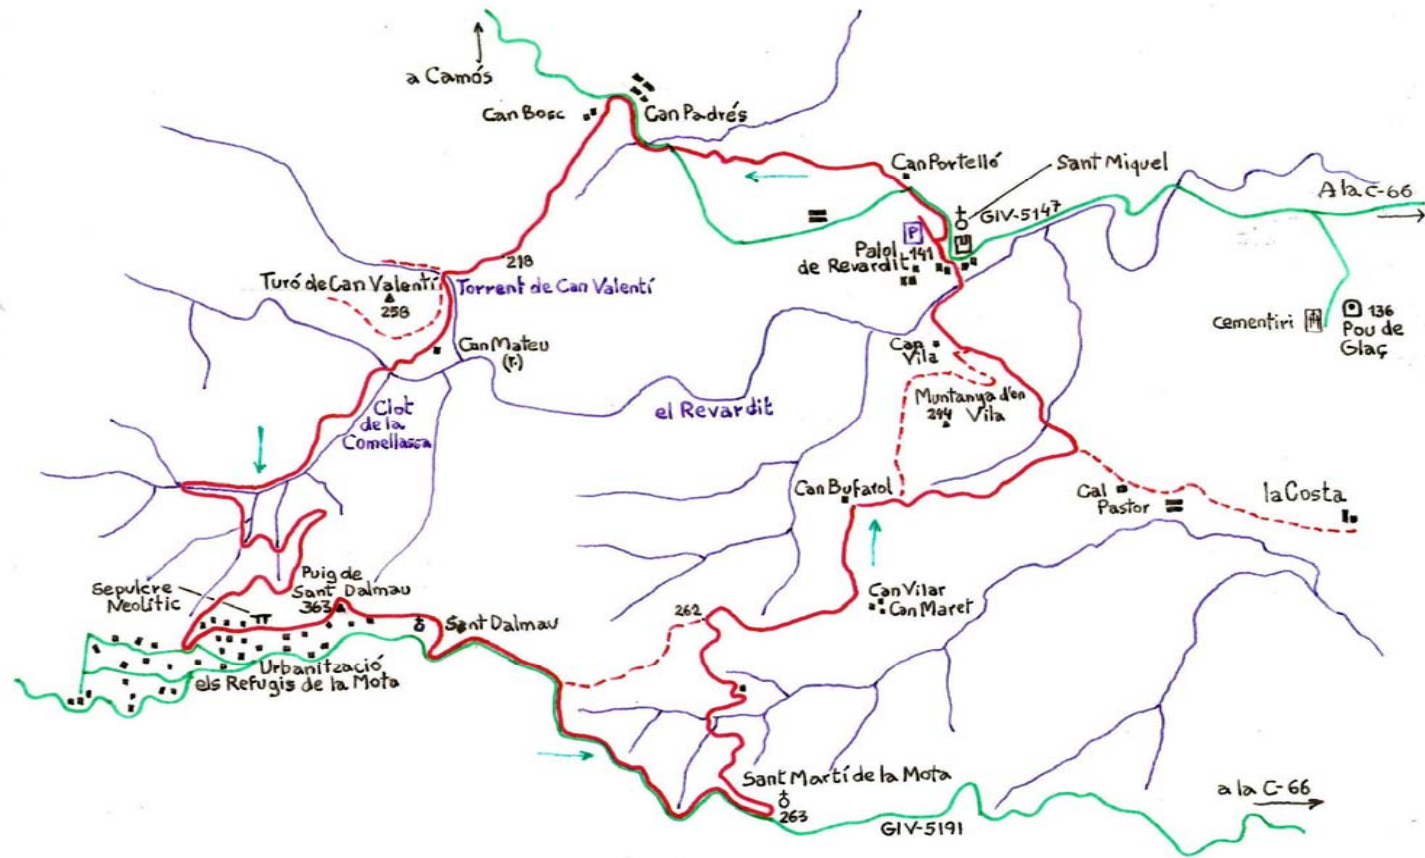 a Camós
Can Bosc
Can Padrés
Can Portelló
Sant Miquel
A la C-66
GIV-5147
P
Palol 141
de Revardit
218
Turó de Can Valentí
258
Torrent de Can Valentí
Cementiri
136
Pou de
Glaç
Can Mateu
(r.)
Can
Vila
el Revardit
Muntanya d'en
294 Vila
Clot
de la
Comellassa
Can Bufarol
Cal
Pastor
la Costa
Sepulcre
Neolític
Puig de
Sant Dalmau
363
Sant Dalmau
262
Can Vilar
Can Maret
Urbanització
els Refugis de la Mota
Sant Martí de la Mota
263
GIV-5191
a la C-66